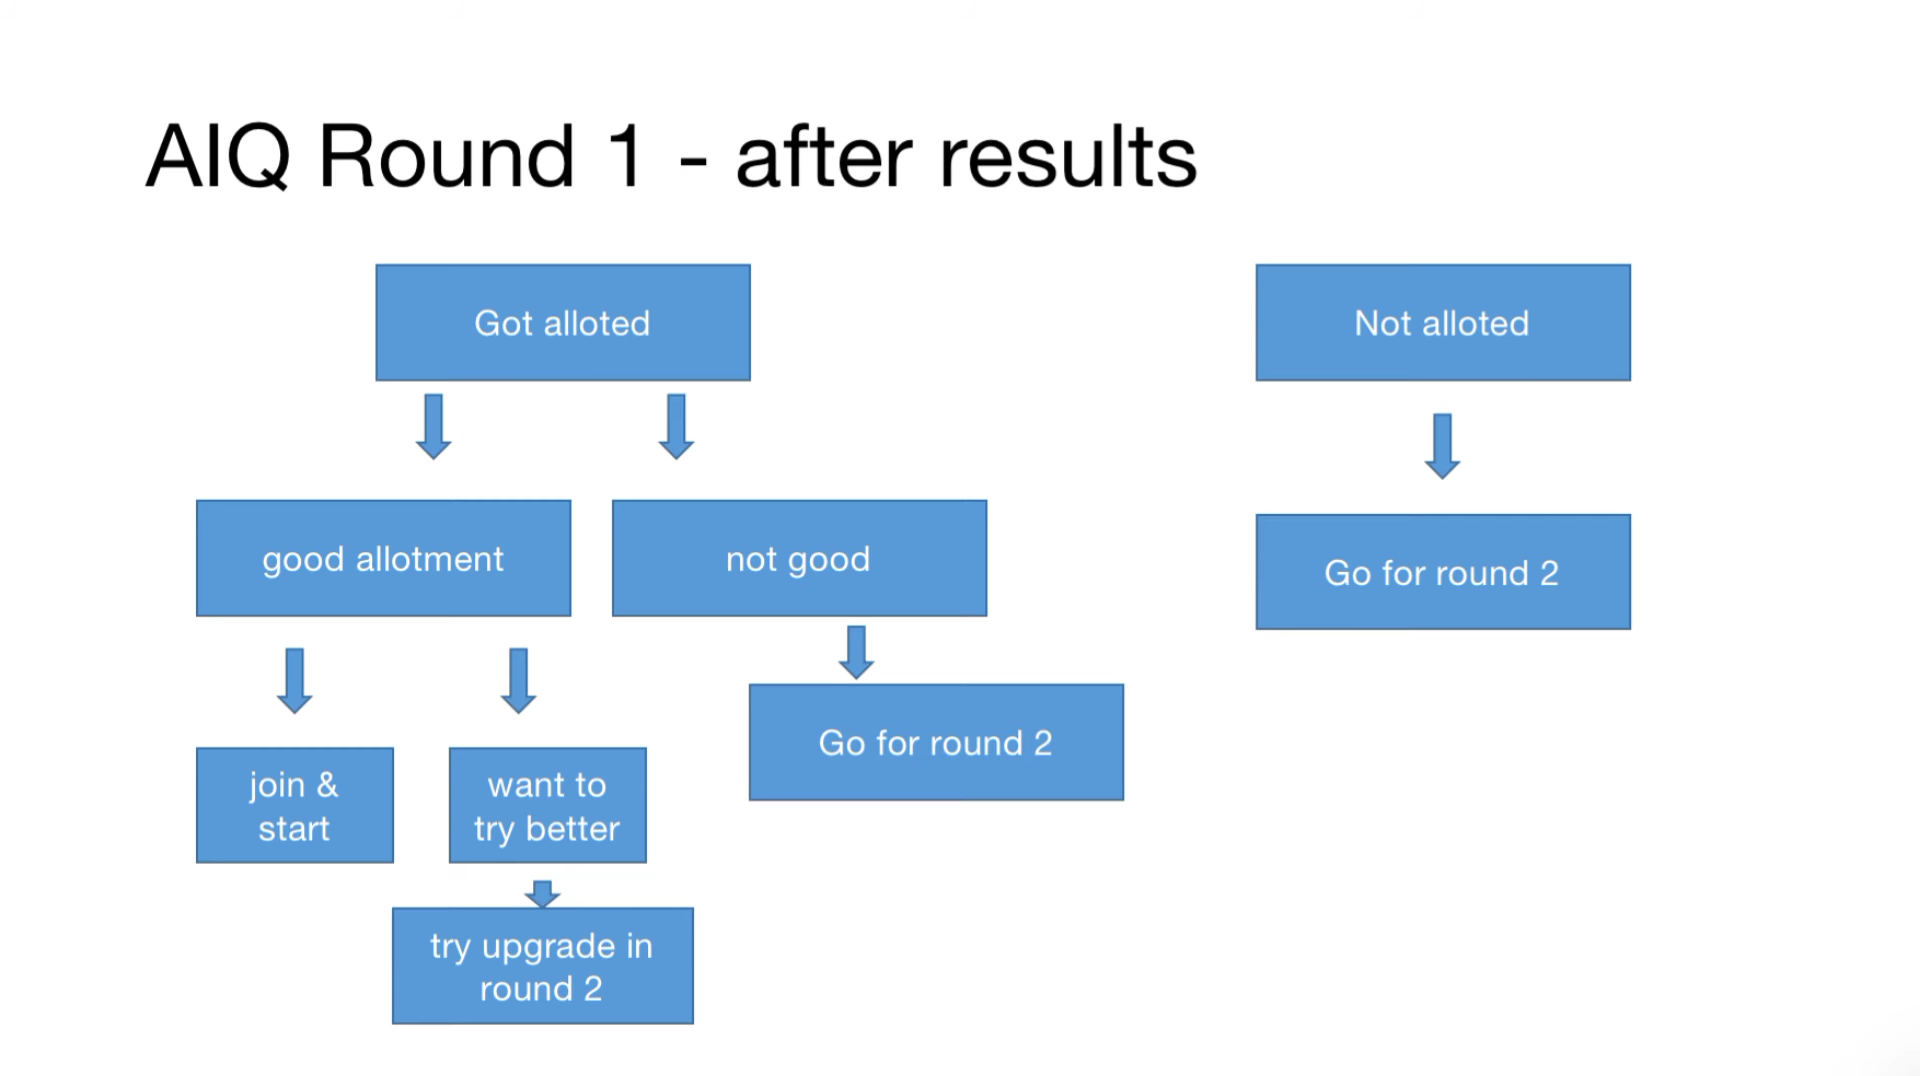 AIQ Round 1 - after results
Got alloted
Not alloted
good allotment
not good
Go for round 2
join &
start
want to
try better
Go for round 2
try upgrade in
round 2